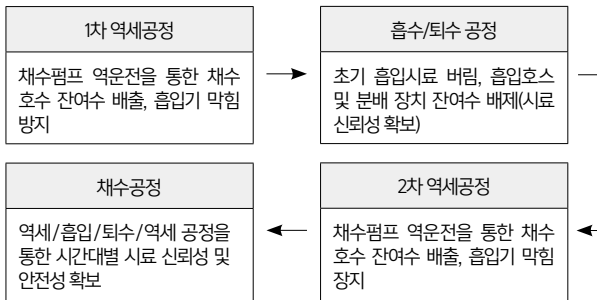 1차 역세공정
채수펌프 역운전을 통한 채수
호수 잔여수 배출, 흡입기 막힘
방지
흡수/퇴수 공정
초기 흡입시료 버림, 흡입호스
및 분배 장치 잔여수 배제(시료
신뢰성 확보)
2차 역세공정
채수펌프 역운전을 통한 채수
호수 잔여수 배출, 흡입기 막힘
장지
채수공정
역세/흡입/퇴수/역세 공정을
통한 시간대별 시료 신뢰성 및
안전성 확보